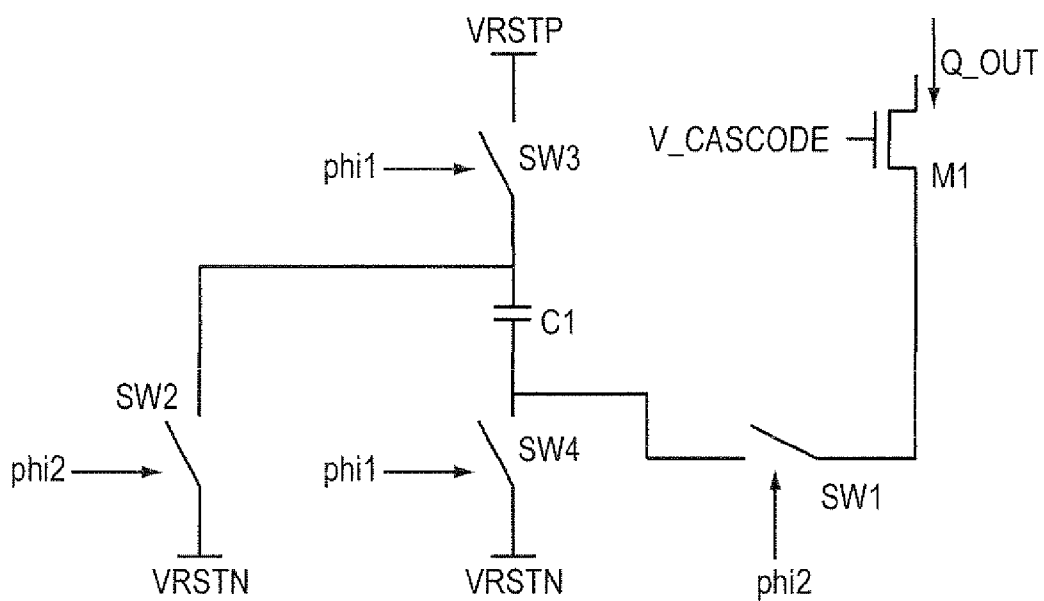 VRSTP
Q_OUT
V_CASCODE
M1
phi1
SW3
C1
SW2
phi2
phi1
SW4
SW1
VRSTN
VRSTN
phi2